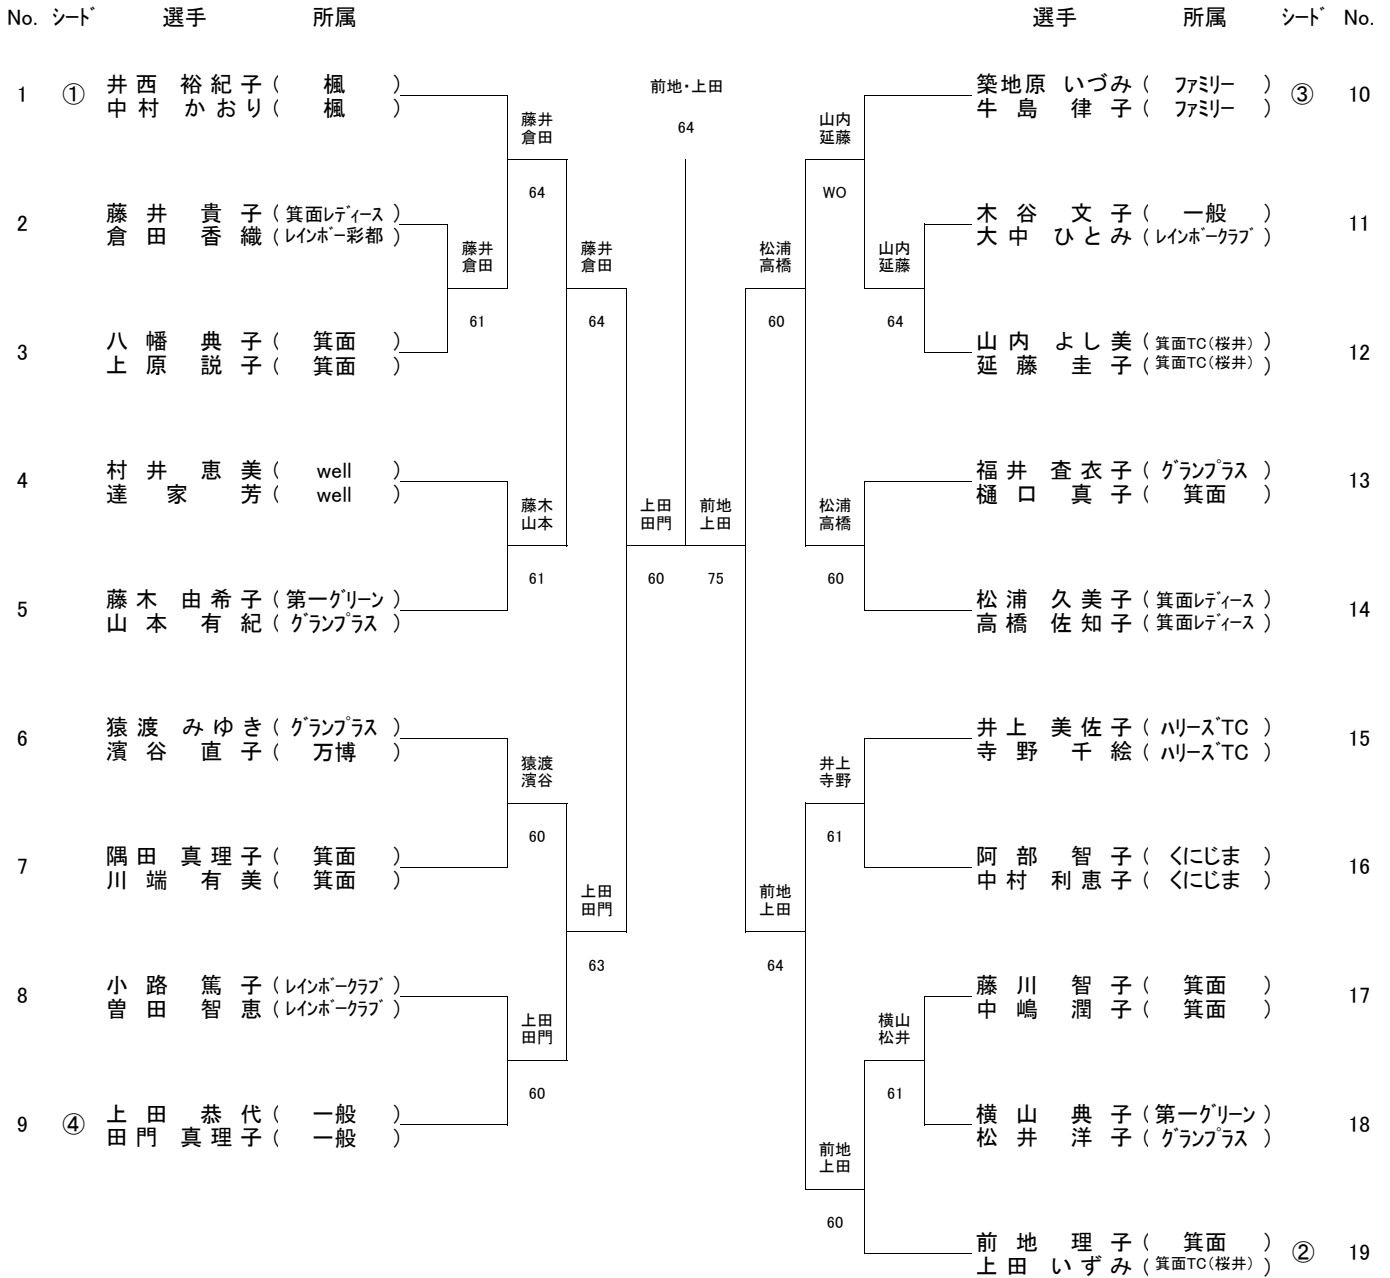 No. シード 選手 所属 選手 所属 シード No.
1 ① 井西 裕紀子 ( 楓 )
中村 かおり ( 楓 )
2 藤井 貴子 ( 箕面レディース )
倉田 香織 ( レインボー彩都 )
3 八幡 典子 ( 箕面 )
上原 説子 ( 箕面 )
4 村井 恵美 ( well )
達家 芳 ( well )
5 藤木 由希子 ( 第一グリーン )
山本 有紀 ( グランプラス )
6 猿渡 みゆき ( グランプラス )
濱谷 直子 ( 万博 )
7 隅田 真理子 ( 箕面 )
川端 有美 ( 箕面 )
8 小路 篤子 ( レインボークラブ )
曽田 智恵 ( レインボークラブ )
9 ④ 上田 恭代 ( 一般 )
田門 真理子 ( 一般 )
藤井
倉田
61
藤井
倉田
64
藤木
山本
61
猿渡
濱谷
60
上田
田門
60
藤井
倉田
64
上田
田門
63
上田
田門
60
前地・上田
64
前地
上田
75
松浦
高橋
60
前地
上田
64
山内
延藤
WO
松浦
高橋
60
井上
寺野
61
前地
上田
60
山内
延藤
64
横山
松井
61
築地原 いづみ ( ファミリー ) ③ 10
牛島 律子 ( ファミリー )
木谷 文子 ( 一般 ) 11
大中 ひとみ ( レインボークラブ )
山内 よし美 ( 箕面TC(桜井) ) 12
延藤 圭子 ( 箕面TC(桜井) )
福井 査衣子 ( グランプラス ) 13
樋口 真子 ( 箕面 )
松浦 久美子 ( 箕面レディース ) 14
高橋 佐知子 ( 箕面レディース )
井上 美佐子 ( ハリーズTC ) 15
寺野 千絵 ( ハリーズTC )
阿部 智子 ( くにじま ) 16
中村 利恵子 ( くにじま )
藤川 智子 ( 箕面 ) 17
中嶋 潤子 ( 箕面 )
横山 典子 ( 第一グリーン ) 18
松井 洋子 ( グランプラス )
前地 理子 ( 箕面 ) ② 19
上田 いずみ ( 箕面TC(桜井) )